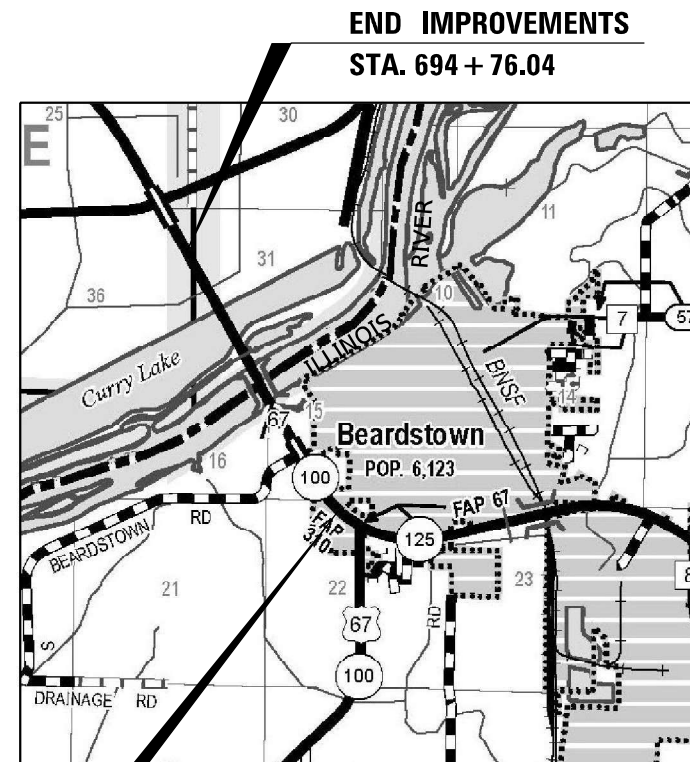 END IMPROVEMENTS
STA. 694 + 76.04
25
30
E
11
RIVER
31
10
36
7
57
ILLINOIS
Curry Lake
BNSF
14
15
67
Beardstown
16
POP. 6,123
100
FAP 67
FAP
310
RD
125
BEARDSTOWN
21
22
23
8
67
RD
S
100
DRAINAGE RD